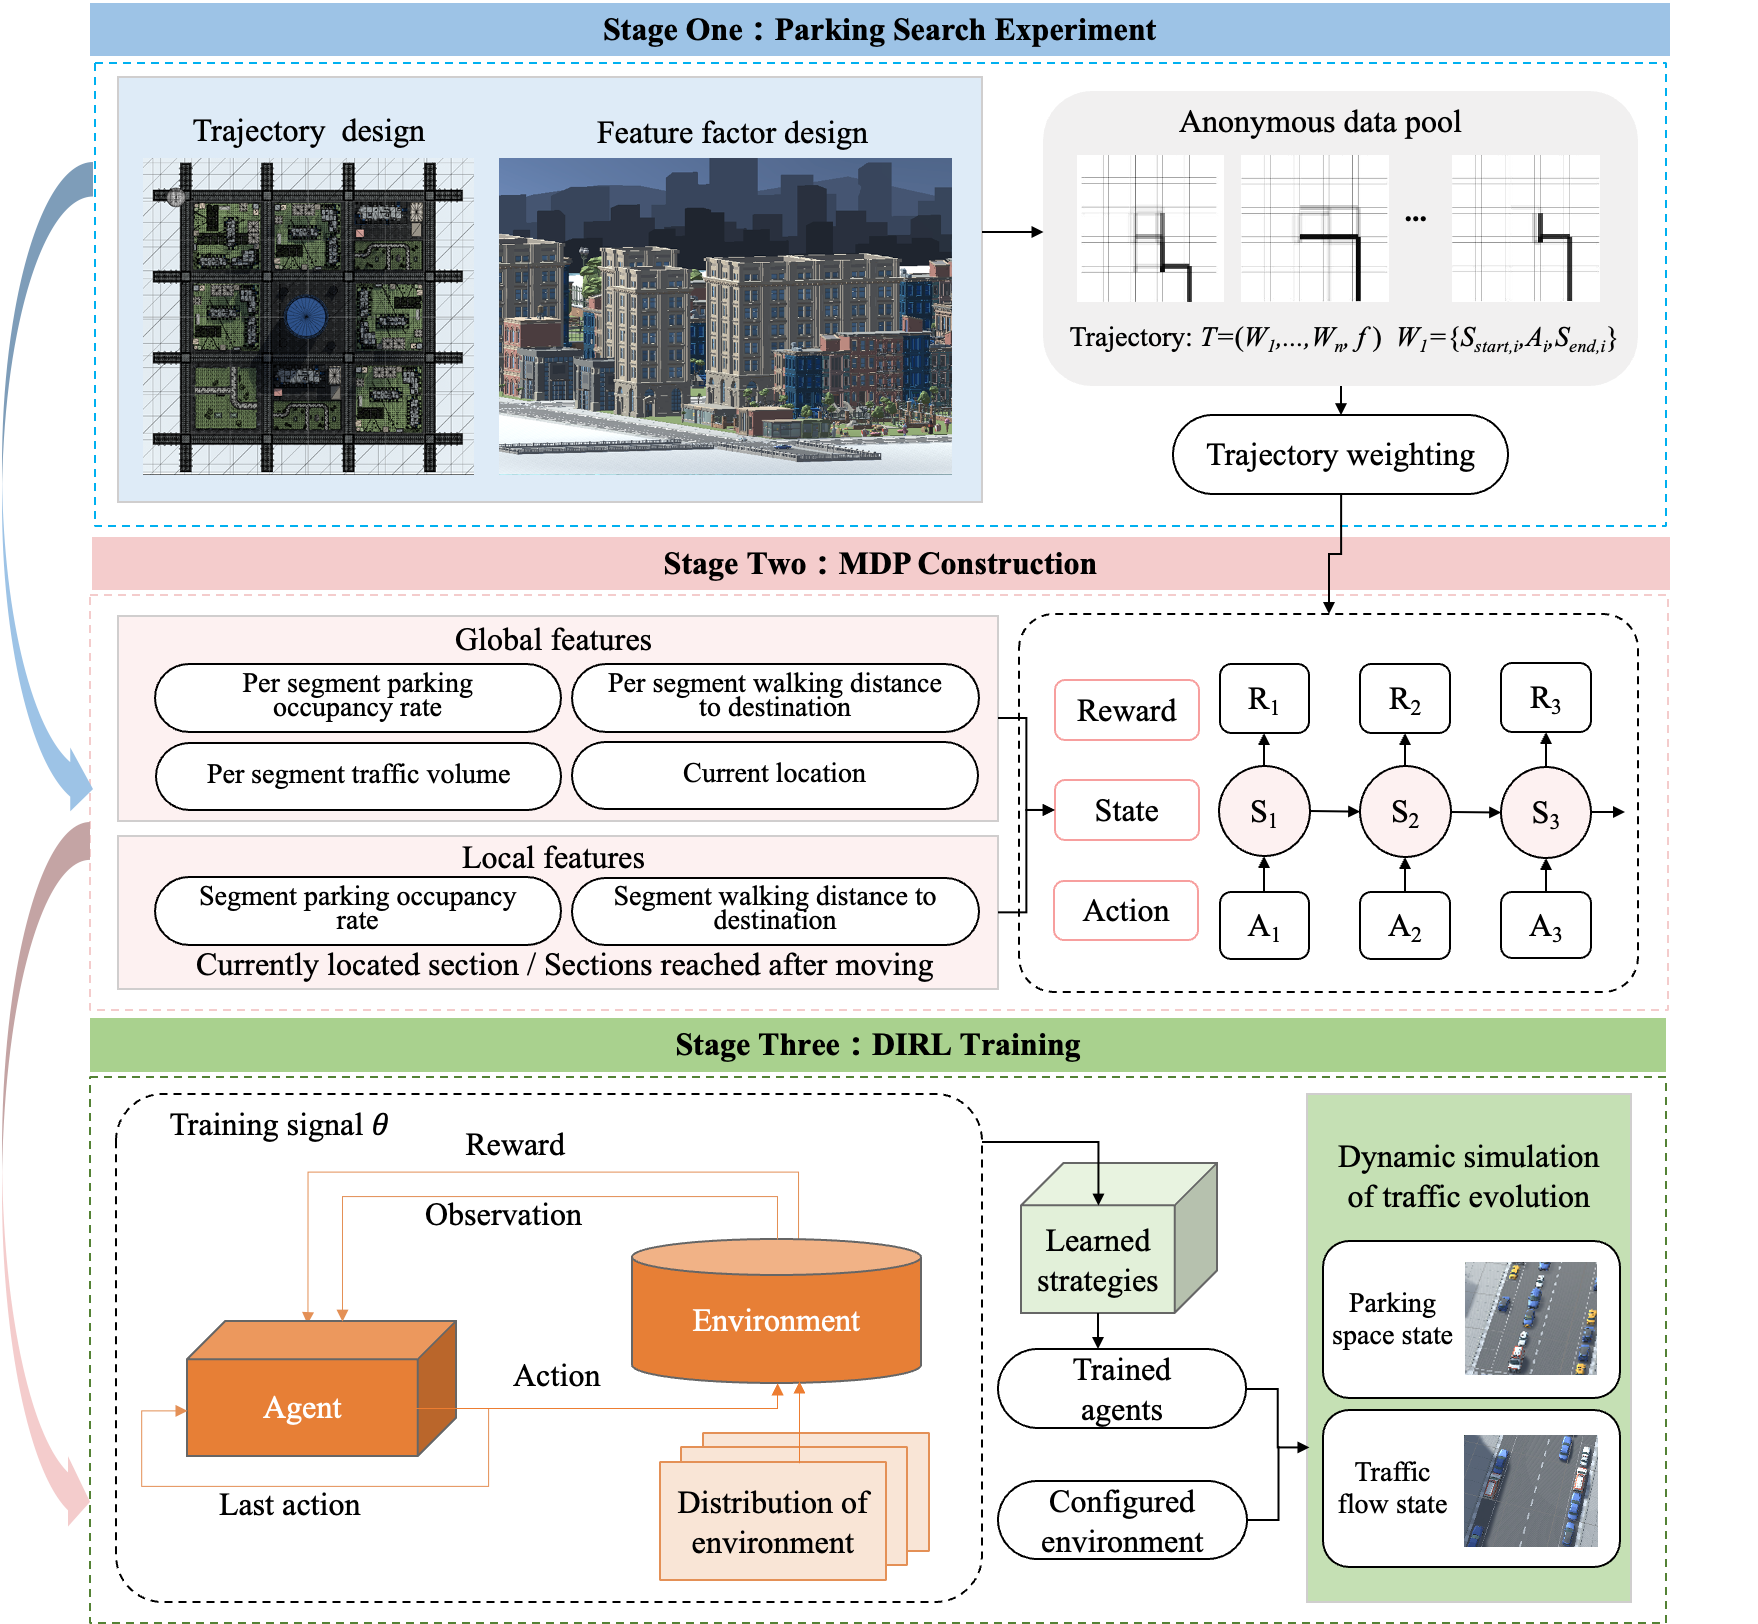 Stage One：Parking Search Experiment
Trajectory design
Feature factor design
Anonymous data pool
...
Trajectory: T=(W1,...,Wn, f) W1={Sstart,i,Ai,Send,i}
Trajectory weighting
Stage Two：MDP Construction
Global features
Per segment parking
occupancy rate
Per segment walking distance
to destination
Per segment traffic volume
Current location
Local features
Segment parking occupancy
rate
Segment walking distance to
destination
Currently located section / Sections reached after moving
Reward
R1
R2
R3
State
S1
S2
S3
Action
A1
A2
A3
Stage Three：DIRL Training
Training signal θ
Reward
Observation
Environment
Agent
Action
Last action
Distribution of
environment
Learned
strategies
Trained
agents
Configured
environment
Dynamic simulation
of traffic evolution
Parking
space state
Traffic
flow state